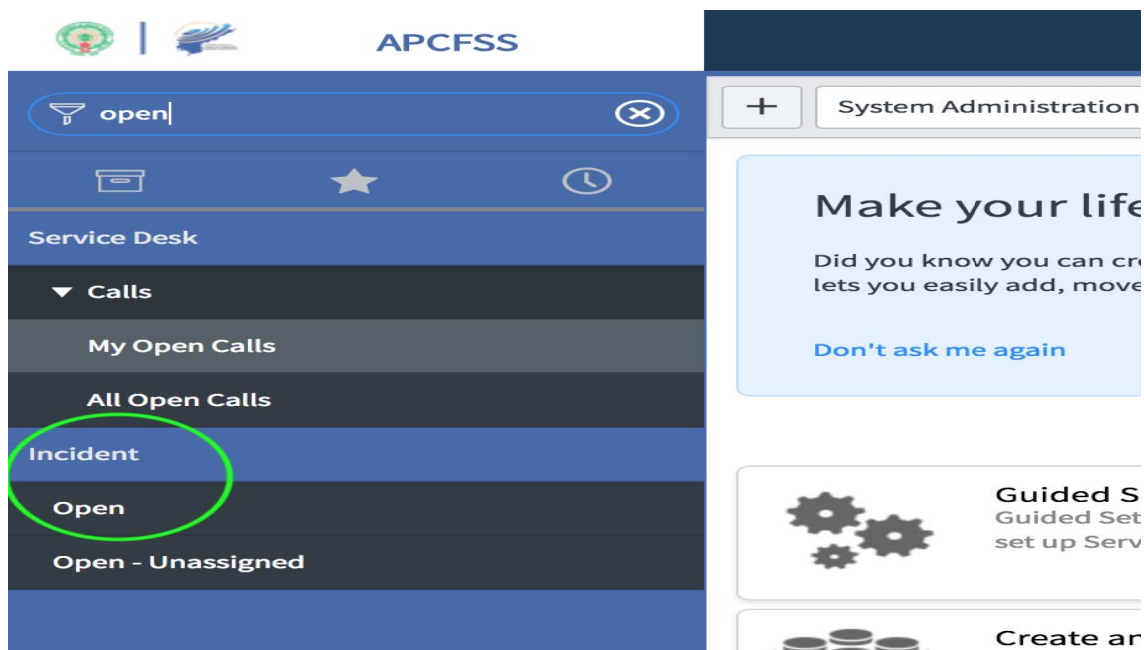 APCFSS
open
System Administration
Service Desk
Calls
My Open Calls
All Open Calls
Incident
Open
Open - Unassigned
Make your life
Did you know you can cre
lets you easily add, move
Don't ask me again
Guided S
Guided Set
set up Serv
Create an